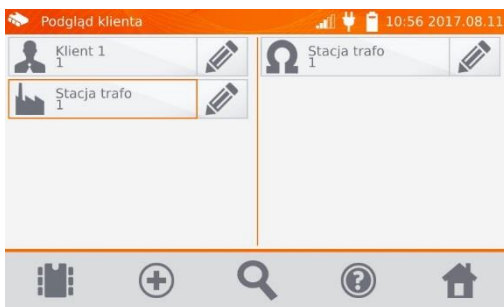 Podgląd klienta
10:56 2017.08.11
Klient 1
1
Stacja trafo
1
Stacja trafo
1